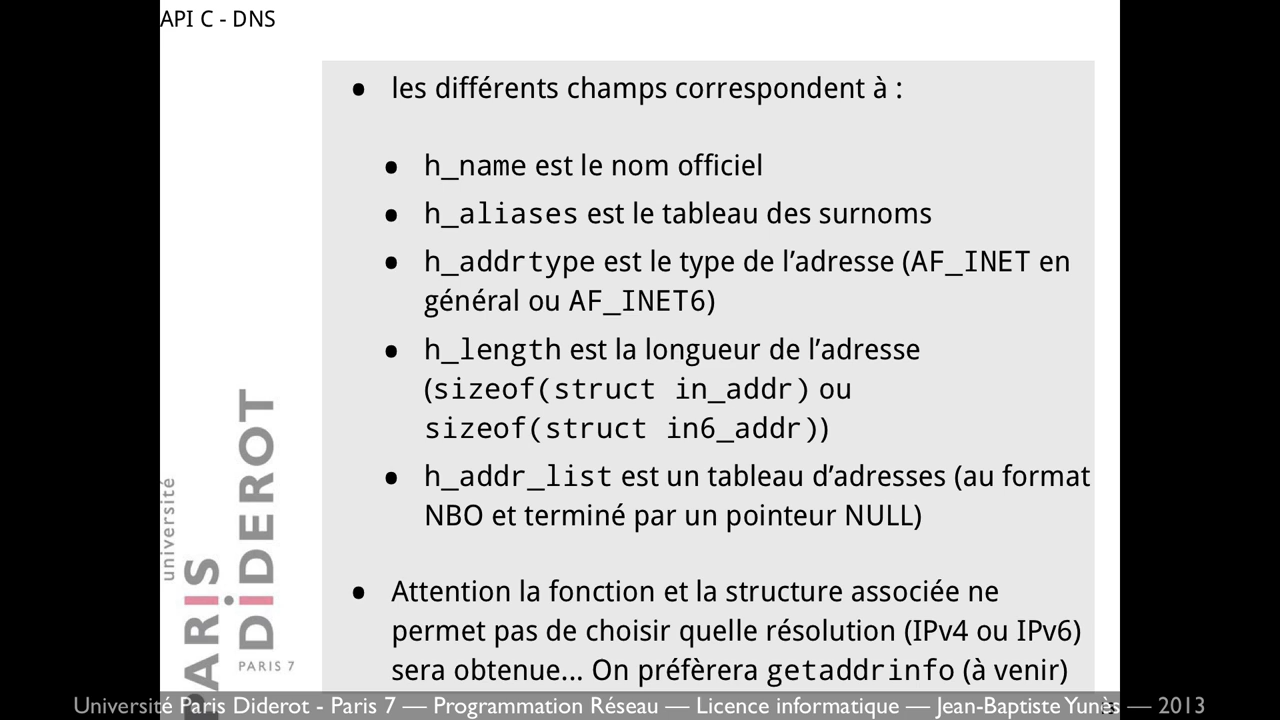 API C - DNS
• les différents champs correspondent à :
• h_name est le nom officiel
• h_aliases est le tableau des surnoms
• h_addrtype est le type de l’adresse (AF_INET en
général ou AF_INET6)
• h_length est la longueur de l’adresse
(sizeof(struct in_addr) ou
sizeof(struct in6_addr))
• h_addr_list est un tableau d’adresses (au format
NBO et terminé par un pointeur NULL)
• Attention la fonction et la structure associée ne
permet pas de choisir quelle résolution (IPv4 ou IPv6)
sera obtenue... On préfèrera getaddrinfo (à venir)
université
PARiS
DiDEROT
PARIS 7
Université Paris Diderot - Paris 7 — Programmation Réseau — Licence informatique — Jean-Baptiste Yunès — 2013